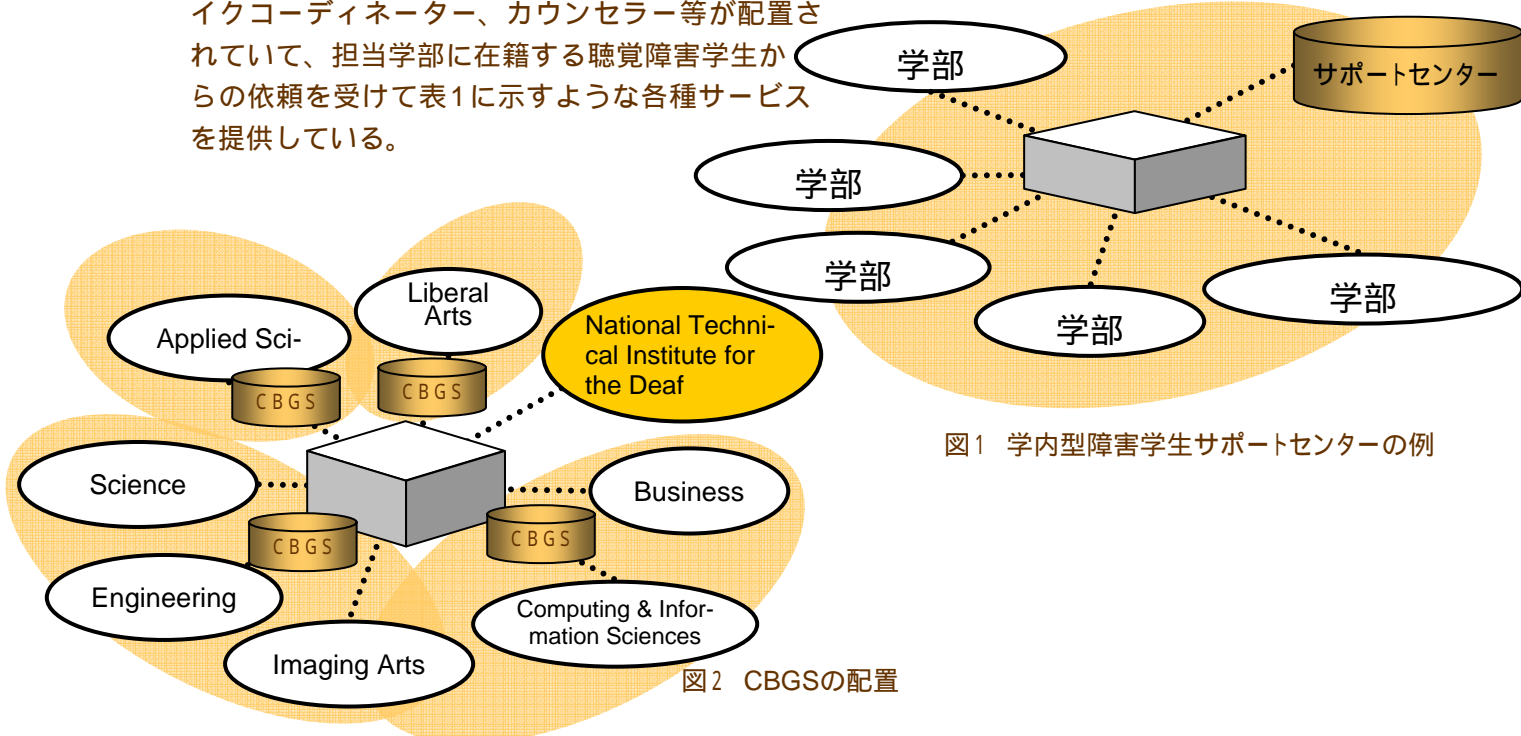 イクコーディネーター、カウンセラー等が配置さ
れていて、担当学部に在籍する聴覚障害学生か
らの依頼を受けて表1に示すような各種サービス
を提供している。
学部
サポートセンター
学部
学部
学部
学部
図1 学内型障害学生サポートセンターの例
Liberal
Arts
Applied Sci-
National Techni-
cal Institute for
the Deaf
CBGS
CBGS
Science
Business
CBGS
CBGS
Engineering
Computing & Infor-
mation Sciences
Imaging Arts
図2 CBGSの配置